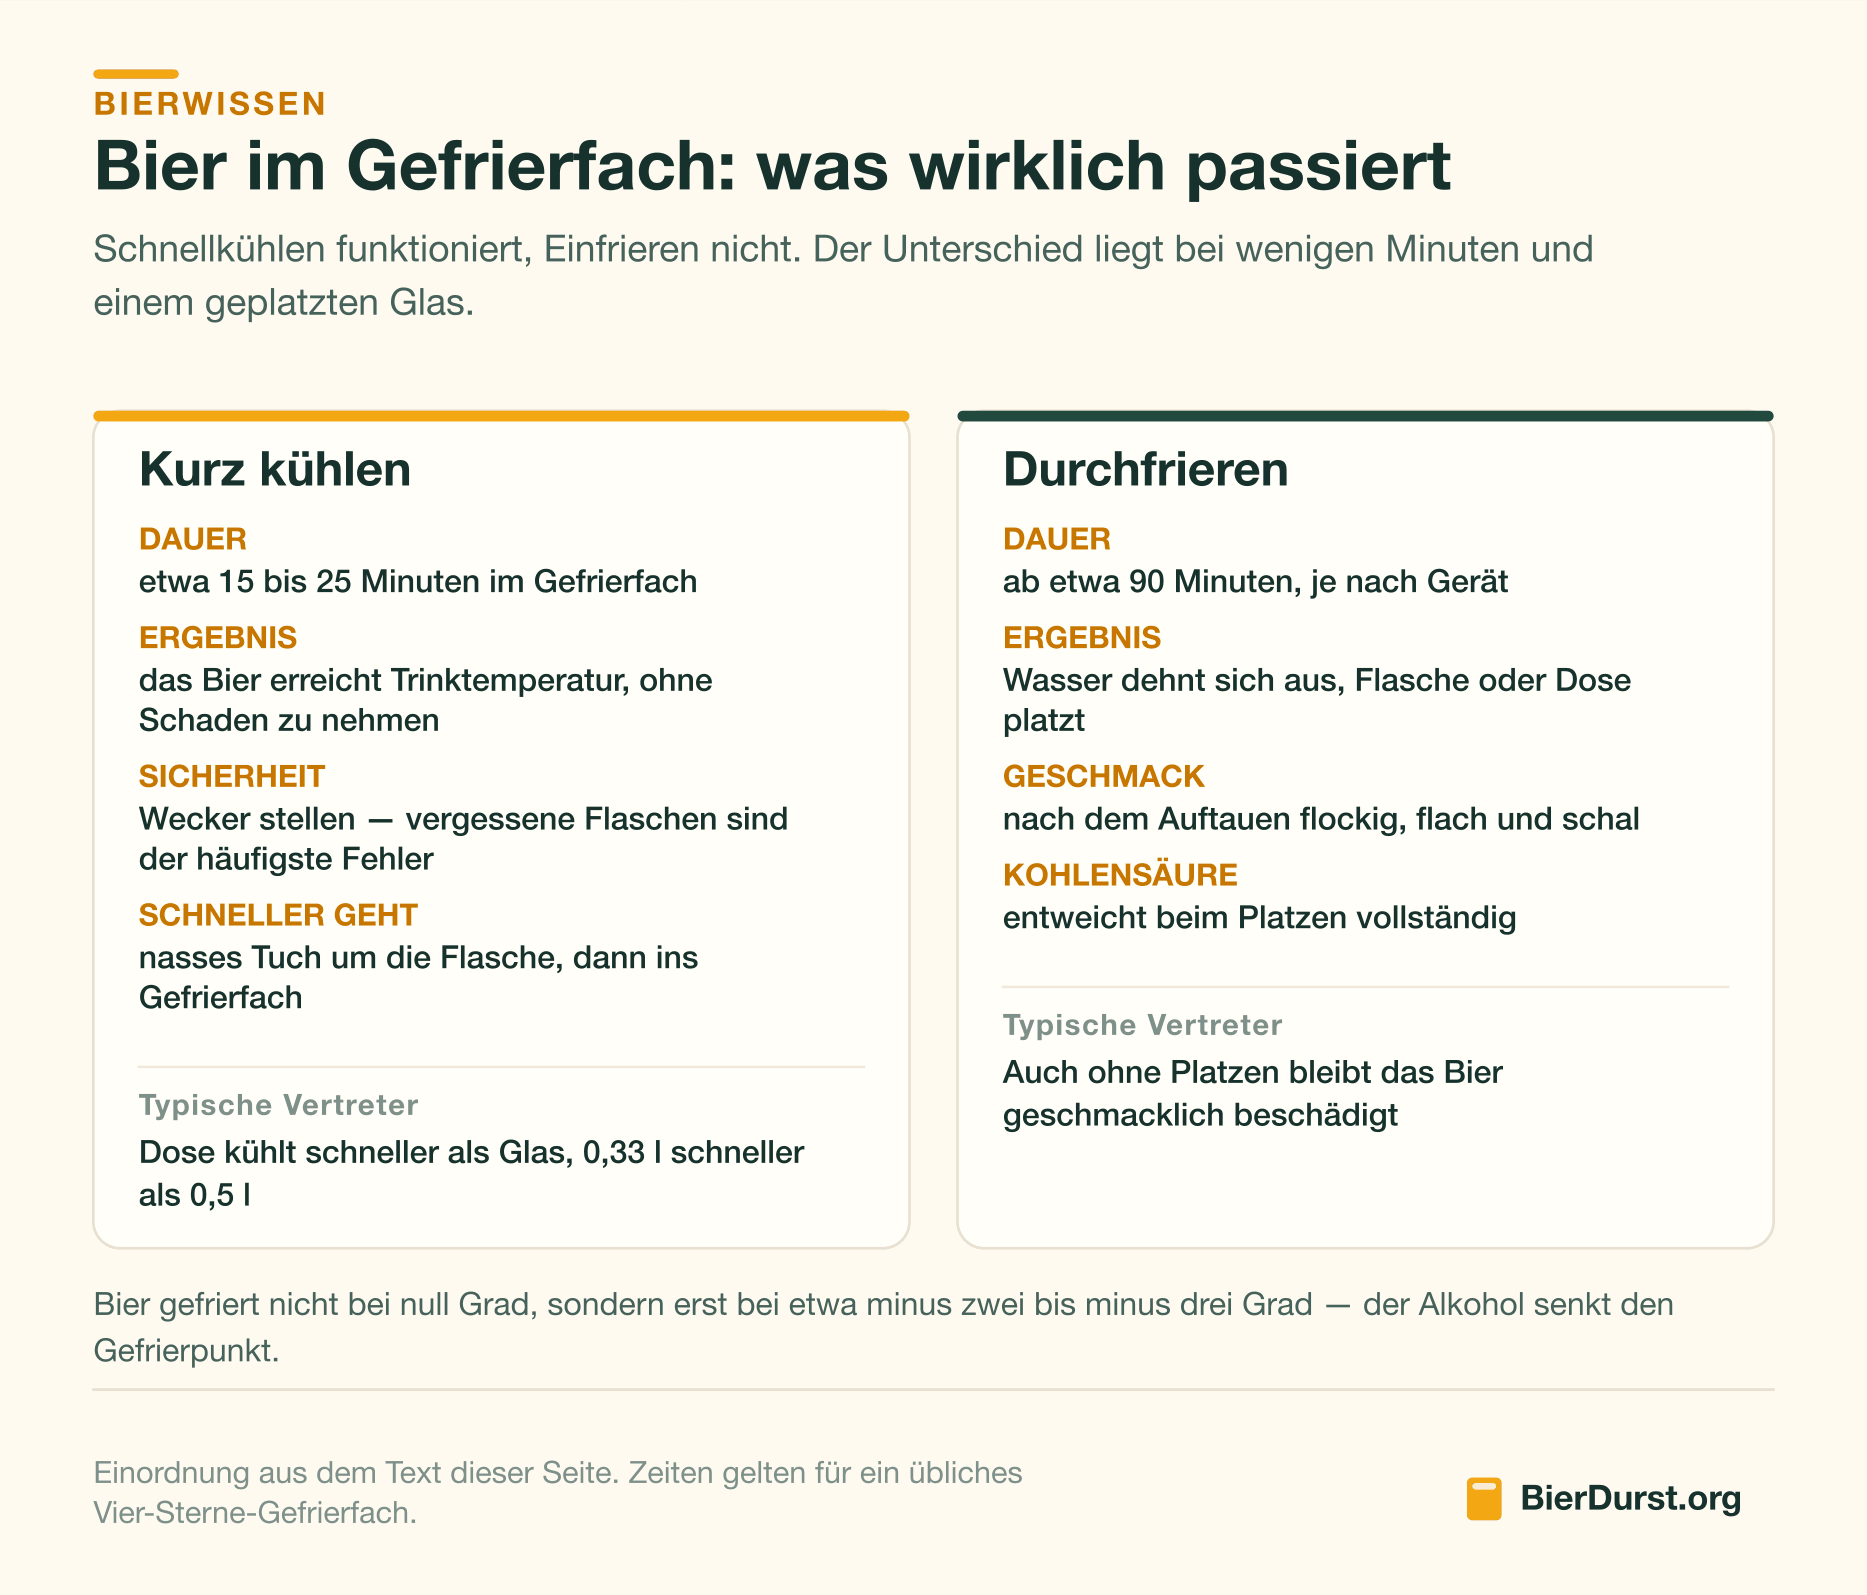 BIERWISSEN
Bier im Gefrierfach: was wirklich passiert
Schnellkühlen funktioniert, Einfrieren nicht. Der Unterschied liegt bei wenigen Minuten und
einem geplatzten Glas.
Kurz kühlen
DAUER
etwa 15 bis 25 Minuten im Gefrierfach
ERGEBNIS
das Bier erreicht Trinktemperatur, ohne
Schaden zu nehmen
SICHERHEIT
Wecker stellen — vergessene Flaschen sind
der häufigste Fehler
SCHNELLER GEHT
nasses Tuch um die Flasche, dann ins
Gefrierfach
Typische Vertreter
Dose kühlt schneller als Glas, 0,33 l schneller
als 0,5 l
Durchfrieren
DAUER
ab etwa 90 Minuten, je nach Gerät
ERGEBNIS
Wasser dehnt sich aus, Flasche oder Dose
platzt
GESCHMACK
nach dem Auftauen flockig, flach und schal
KOHLENSÄURE
entweicht beim Platzen vollständig
Typische Vertreter
Auch ohne Platzen bleibt das Bier
geschmacklich beschädigt
Bier gefriert nicht bei null Grad, sondern erst bei etwa minus zwei bis minus drei Grad — der Alkohol senkt den
Gefrierpunkt.
Einordnung aus dem Text dieser Seite. Zeiten gelten für ein übliches
Vier-Sterne-Gefrierfach.
BierDurst.org